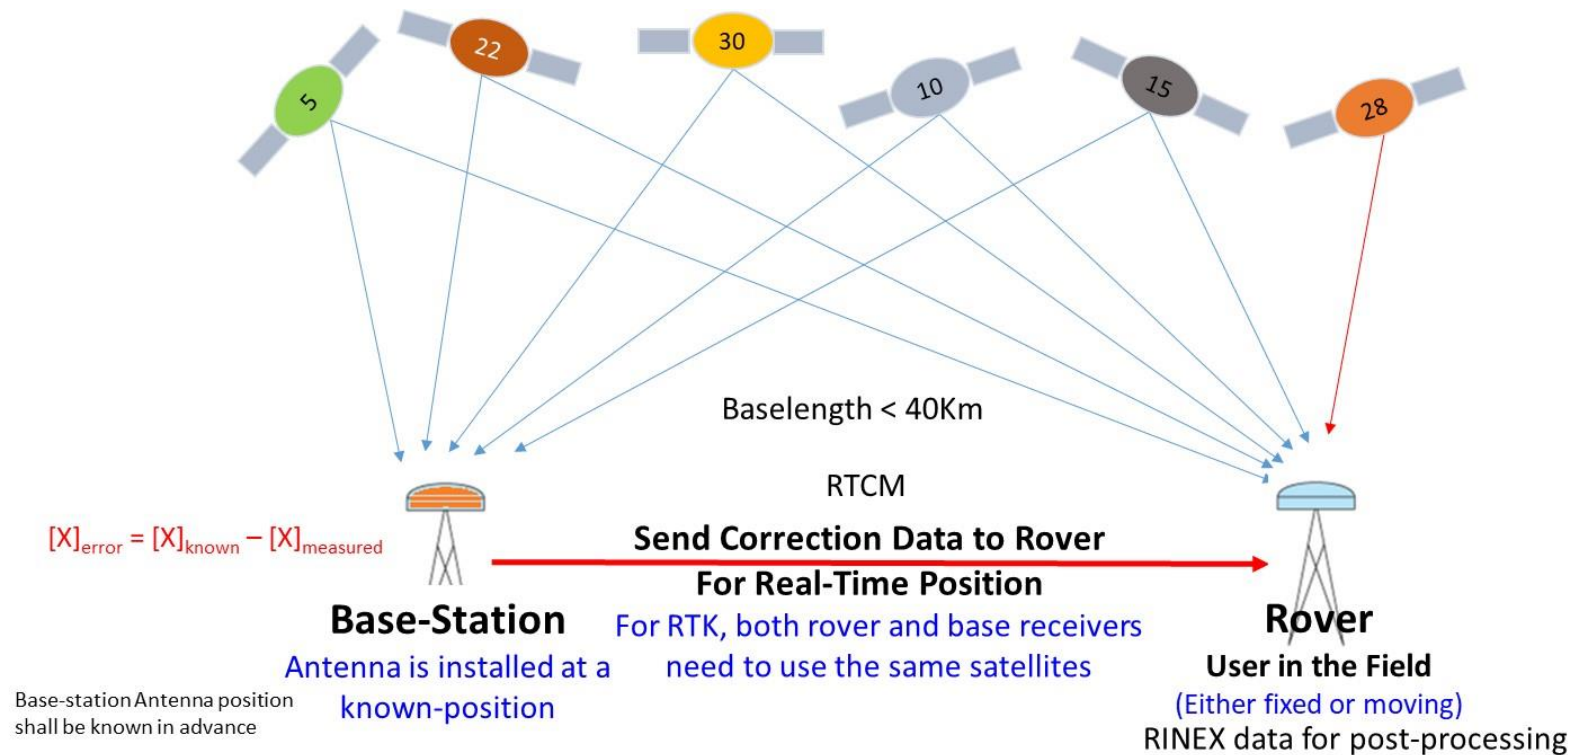 5
22
30
10
15
28
Baselength < 40Km
RTCM
[X]error = [X]known – [X]measured
Send Correction Data to Rover
For Real-Time Position
Base-Station
For RTK, both rover and base receivers
need to use the same satellites
Rover
Antenna is installed at a
known-position
User in the Field
(Either fixed or moving)
RINEX data for post-processing
Base-station Antenna position
shall be known in advance